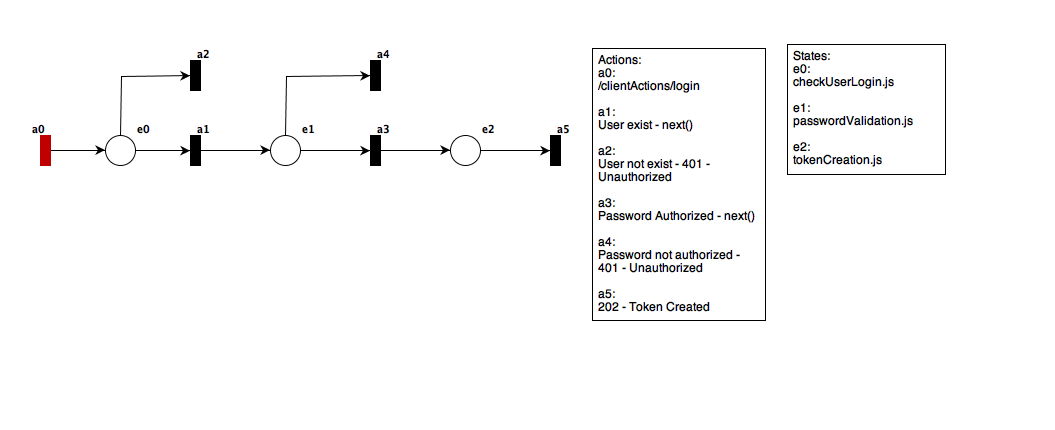 a2
a4
a0
e0
a1
e1
a3
e2
a5
Actions:
a0:
/clientActions/login
a1:
User exist - next()
a2:
User not exist - 401 -
Unauthorized
a3:
Password Authorized - next()
a4:
Password not authorized -
401 - Unauthorized
a5:
202 - Token Created
States:
e0:
checkUserLogin.js
e1:
passwordValidation.js
e2:
tokenCreation.js